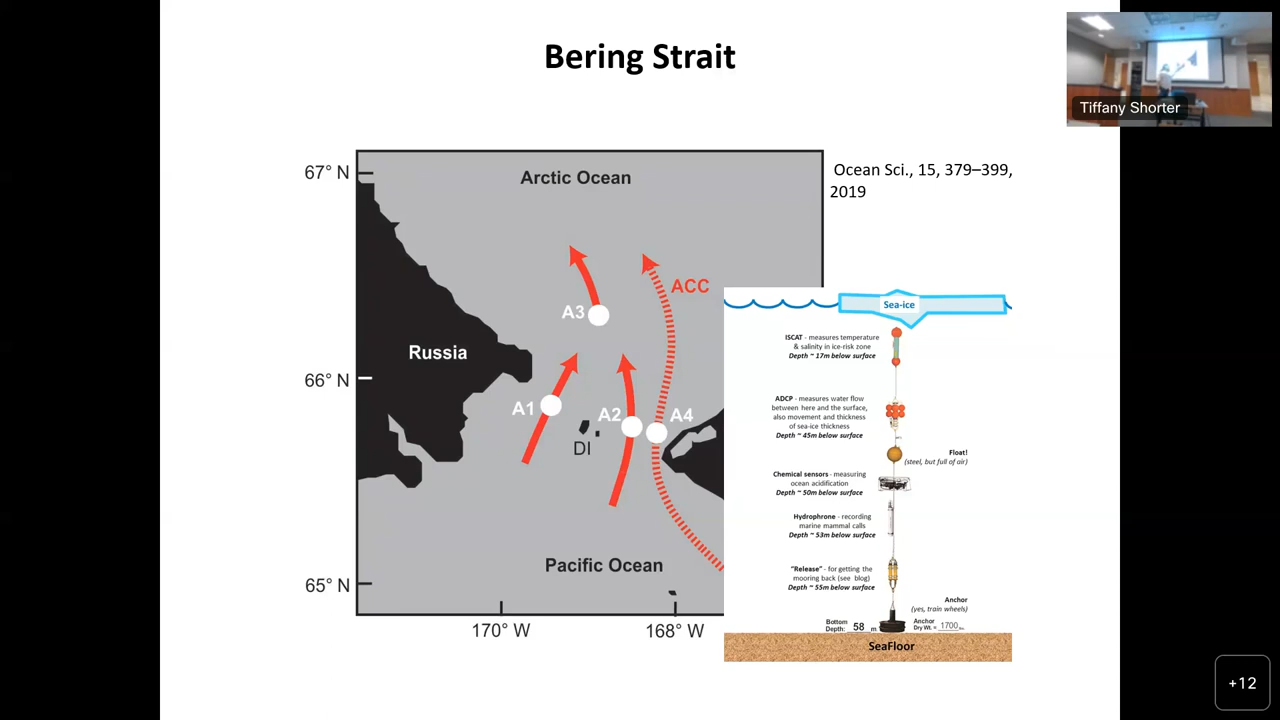 Bering Strait
Tiffany Shorter
67° N
Arctic Ocean
Ocean Sci., 15, 379–399,
2019
ACC
A3
Russia
66° N
A1
A2
A4
DI
Pacific Ocean
65° N
170° W
168° W
Sea-ice
ISCAT - measures temperature
& salinity in ice-risk zone
Depth ~ 17m below surface
ADCP - measures water flow
between here and the surface,
also movement and thickness
of sea-ice thickness
Depth ~ 45m below surface
Float!
(steel, but full of air)
Chemical sensors - measuring
ocean acidification
Depth ~ 50m below surface
Hydrophrone - recording
marine mammal calls
Depth ~ 53m below surface
"Release" - for getting the
mooring back (see blog)
Depth ~ 55m below surface
Anchor
(yes, train wheels)
Bottom
Depth: 58 m
Anchor
Dry Wt. = 1700 lbs.
SeaFloor
+12